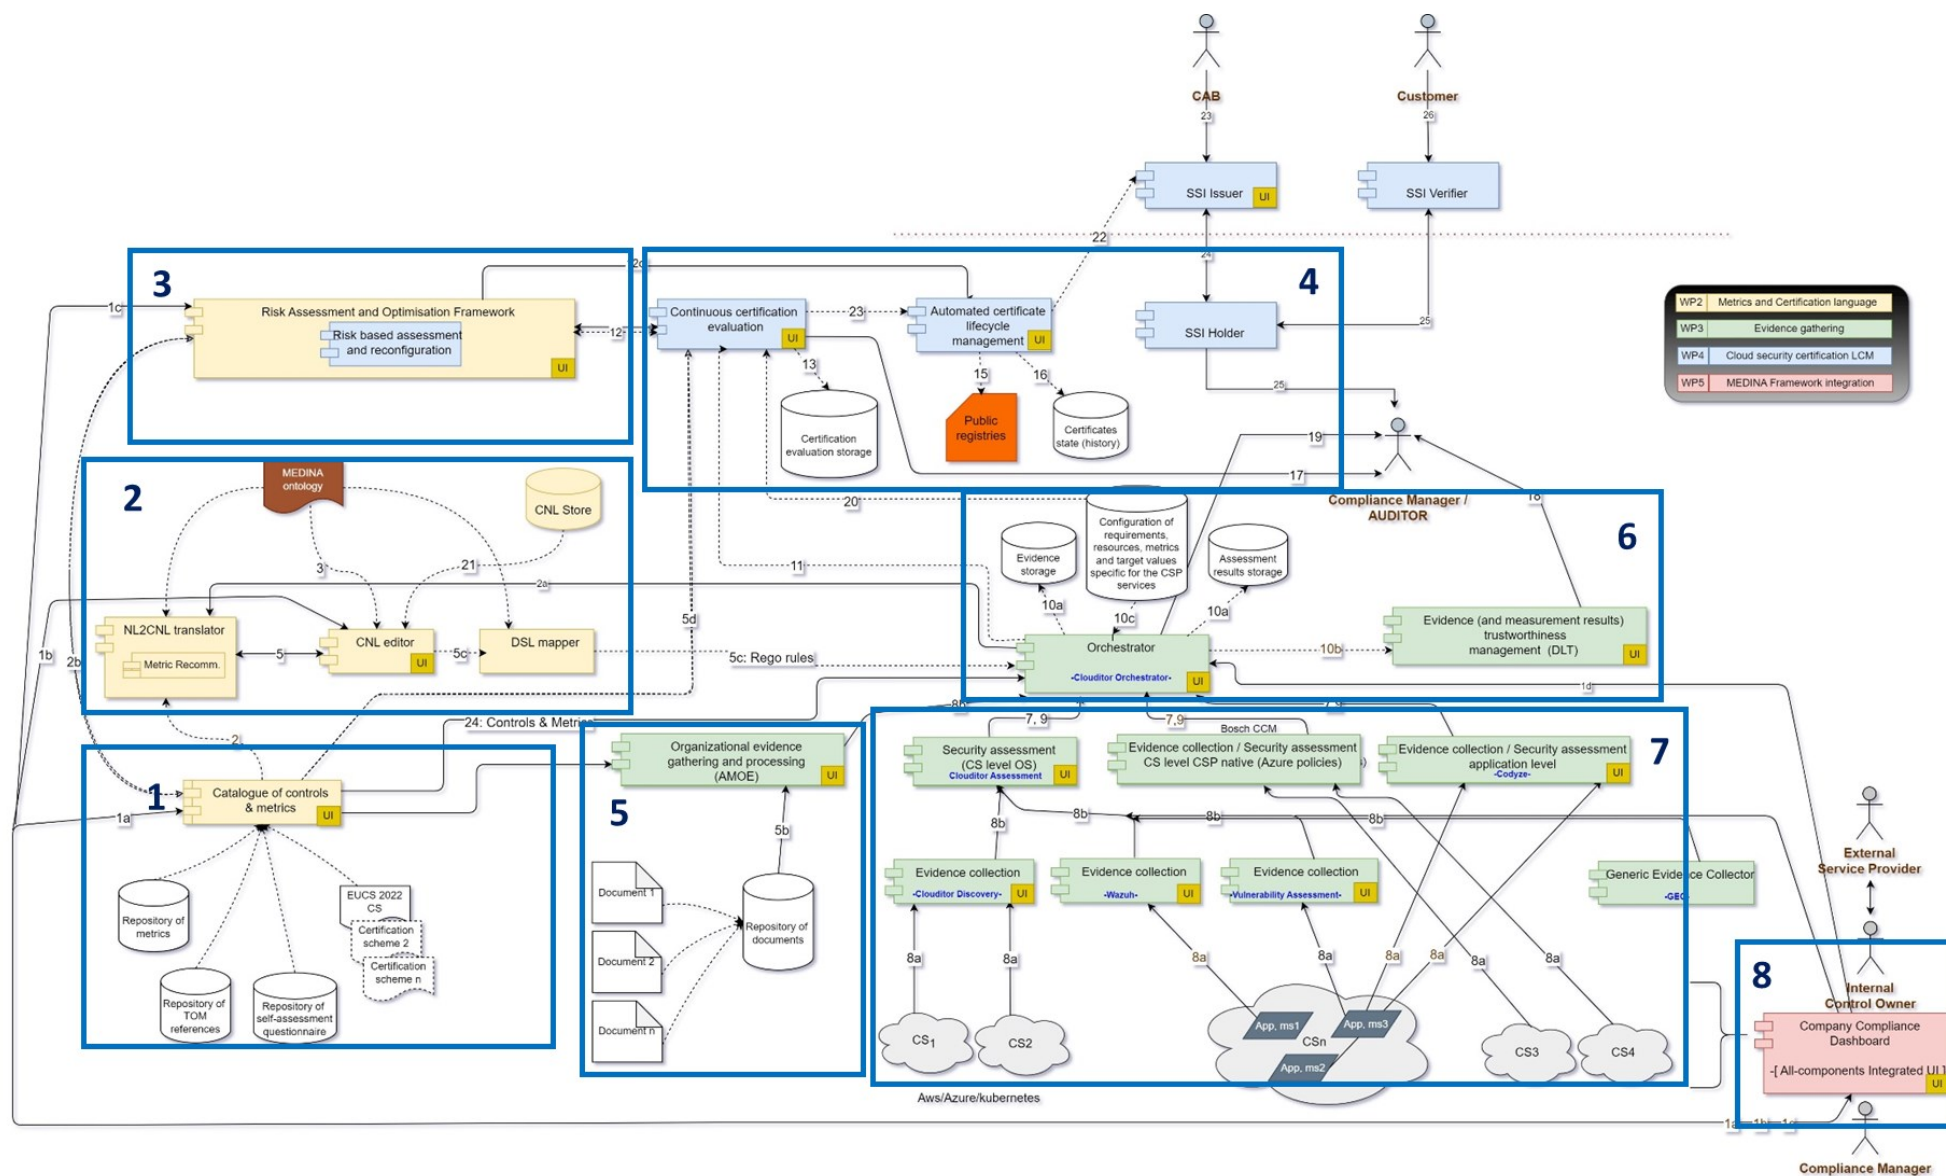 CAB
23
Customer
26
SSI Issuer
UI
SSI Verifier
22
24
3
12c
4
1c
Risk Assessment and Optimisation Framework
Risk based assessment
and reconfiguration
UI
12
Continuous certification
evaluation
UI
23
Automated certificate
lifecycle
management
UI
SSI Holder
25
WP2
Metrics and Certification language
WP3
Evidence gathering
WP4
Cloud security certification LCM
WP5
MEDINA Framework integration
13
15
16
25
Certification
evaluation storage
Public
registries
Certificates
state (history)
19
17
Compliance Manager /
AUDITOR
18
2
MEDINA
ontology
CNL Store
3
21
20
11
2a
6
Evidence
storage
Configuration of
requirements,
resources, metrics
and target values
specific for the CSP
services
Assessment
results storage
10a
10c
10a
NL2CNL translator
Metric Recomm.
5
CNL editor
UI
5c
DSL mapper
5d
5c: Rego rules
1b
2b
Orchestrator
-Clouditor Orchestrator-
UI
10b
Evidence (and measurement results)
trustworthiness
management (DLT)
UI
1d
24: Controls & Metrics
8b
7, 9
7,9
7,9
2
1
Catalogue of controls
& metrics
UI
1a
Repository of
metrics
Repository of
TOM
references
Repository of
self-assessment
questionnaire
EUCS 2022
CS
Certification
scheme 2
Certification
scheme n
5
Organizational evidence
gathering and processing
(AMOE)
UI
5b
Document 1
Document 2
Document n
Repository of
documents
7
Security assessment
(CS level OS)
Clouditor Assessment
UI
Bosch CCM
Evidence collection / Security assessment
CS level CSP native (Azure policies)
Evidence collection / Security assessment
application level
-Codyze-
UI
8b
8b
8b
8b
Evidence collection
-Clouditor Discovery-
UI
Evidence collection
-Wazuh-
UI
Evidence collection
-Vulnerability Assessment-
UI
Generic Evidence Collector
-GEC-
8a
8a
8a
8a
8a
8a
8a
8a
CS1
CS2
App, ms1
App, ms3
CSn
App, ms2
CS3
CS4
Aws/Azure/kubernetes
External
Service Provider
8
Internal
Control Owner
Company Compliance
Dashboard
-[ All-components Integrated UI ]
UI
1a
1b
1c
Compliance Manager